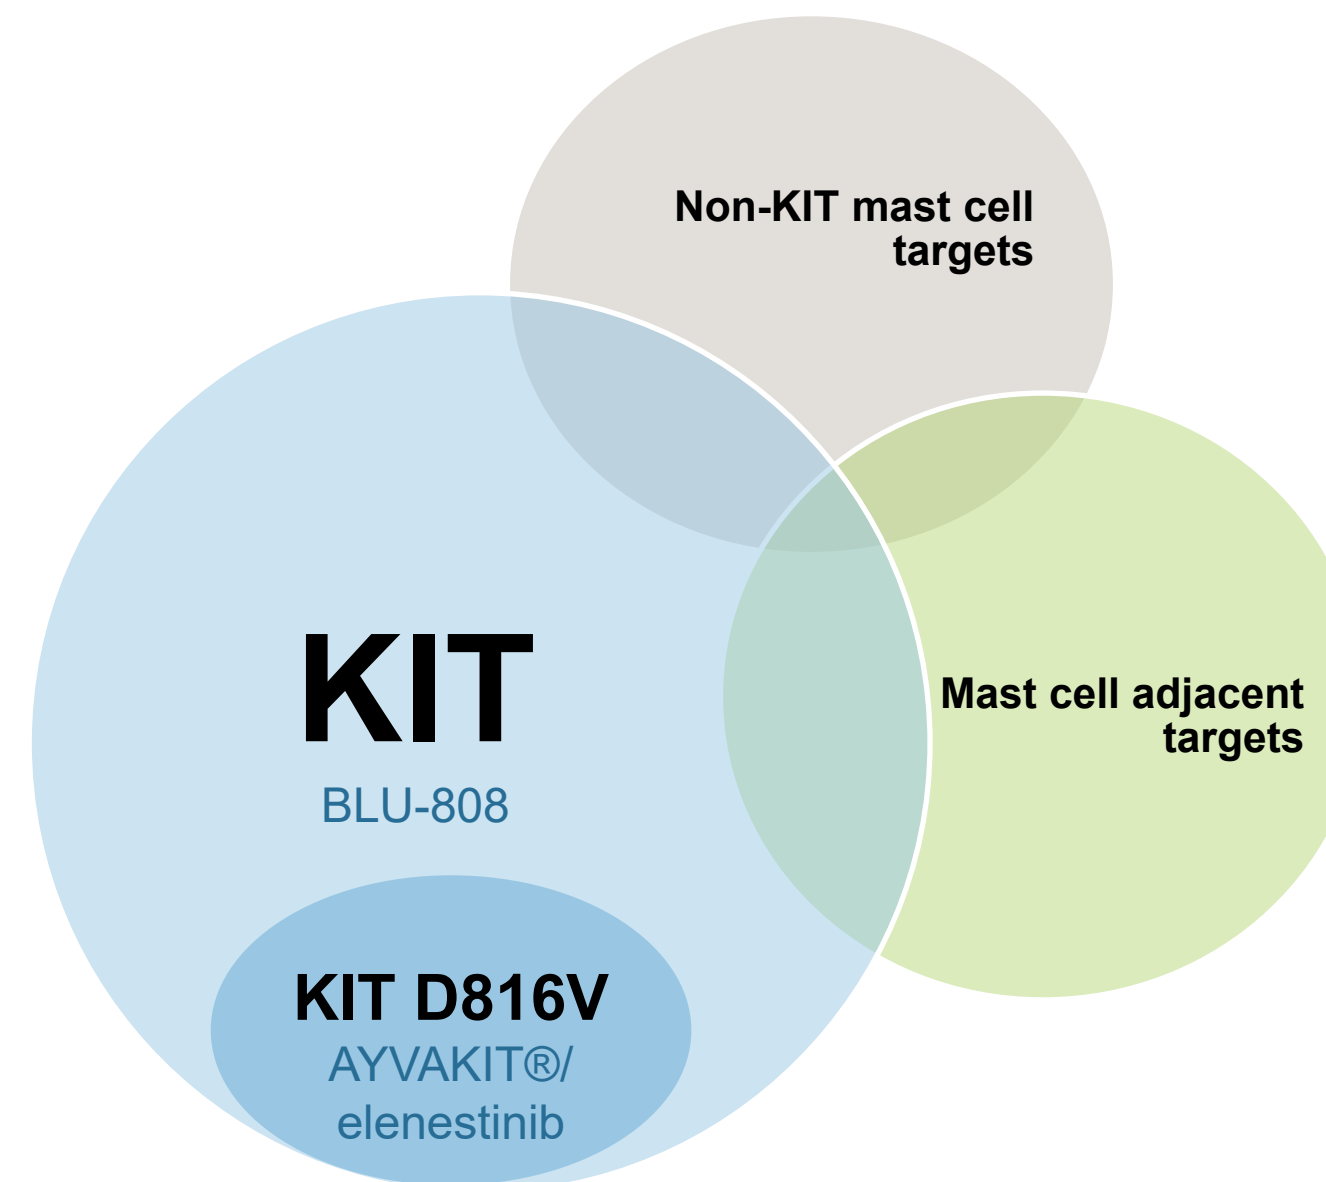 Non-KIT mast cell
targets
KIT
BLU-808
Mast cell adjacent
targets
KIT D816V
AYVAKIT®/
elenestinib